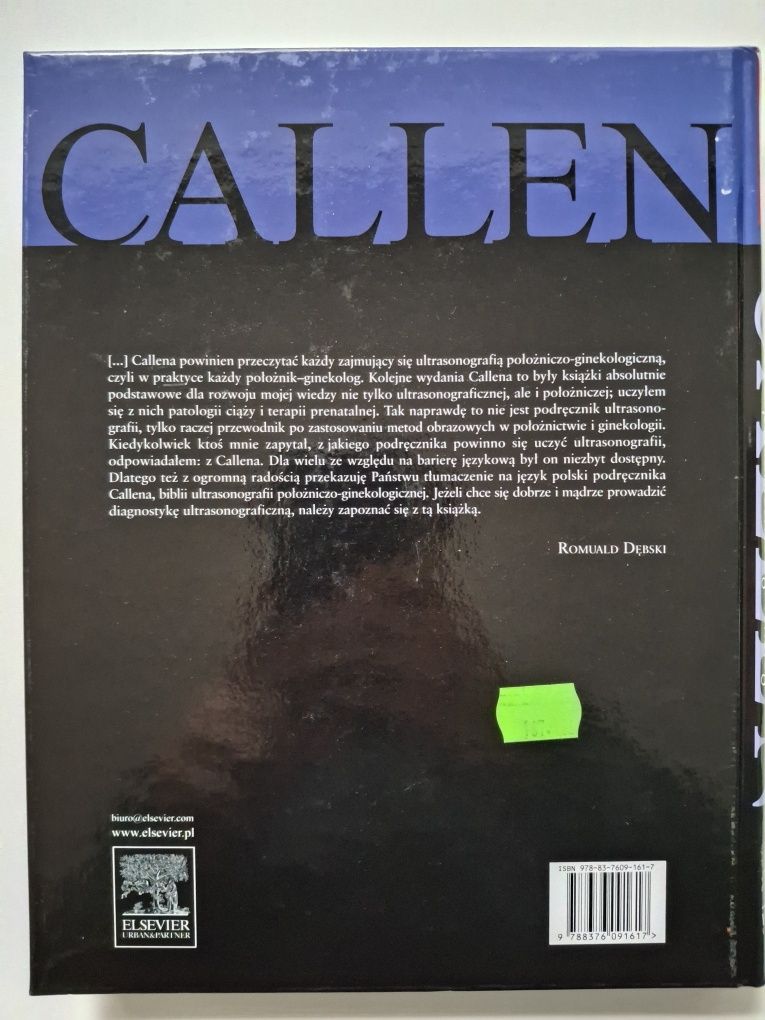 CALLEN
[...] Callena powinien przeczytać każdy zajmujący się ultrasonografią położniczo-ginekologiczną,
czyli w praktyce każdy położnik–ginekolog. Kolejne wydania Callena to były książki absolutnie
podstawowe dla rozwoju mojej wiedzy nie tylko ultrasonograficznej, ale i położniczej; uczyłem
się z nich patologii ciąży i terapii prenatalnej. Tak naprawdę to nie jest podręcznik ultrasono-
grafii, tylko raczej przewodnik po zastosowaniu metod obrazowych w położnictwie i ginekologii.
Kiedykolwiek ktoś mnie zapytał, z jakiego podręcznika powinno się uczyć ultrasonografii,
odpowiadałem: z Callena. Dla wielu ze względu na barierę językową był on niezbyt dostępny.
Dlatego też z ogromną radością przekazuję Państwu tłumaczenie na język polski podręcznika
Callena, biblii ultrasonografii położniczo-ginekologicznej. Jeżeli chce się dobrze i mądrze prowadzić
diagnostykę ultrasonograficzną, należy zapoznać się z tą książką.
Romuald Dębski
biuro@elsevier.com
www.elsevier.pl
ELSEVIER
URBAN&PARTNER
ISBN 978-83-7609-161-7
9 788376 091617 >